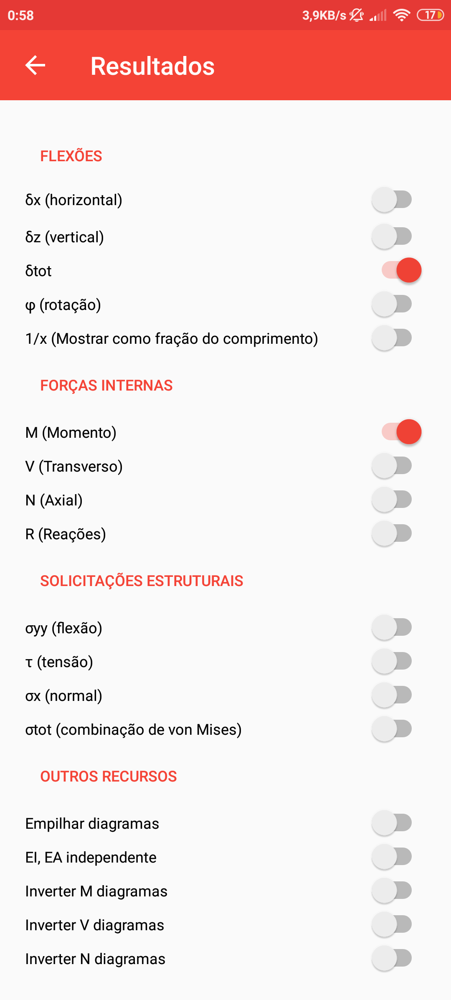 0:58 3,9KB/s 17
Resultados
FLEXÕES
δx (horizontal)
δz (vertical)
δtot
φ (rotação)
1/x (Mostrar como fração do comprimento)
FORÇAS INTERNAS
M (Momento)
V (Transverso)
N (Axial)
R (Reações)
SOLICITAÇÕES ESTRUTURAIS
σyy (flexão)
τ (tensão)
σx (normal)
σtot (combinação de von Mises)
OUTROS RECURSOS
Empilhar diagramas
EI, EA independente
Inverter M diagramas
Inverter V diagramas
Inverter N diagramas